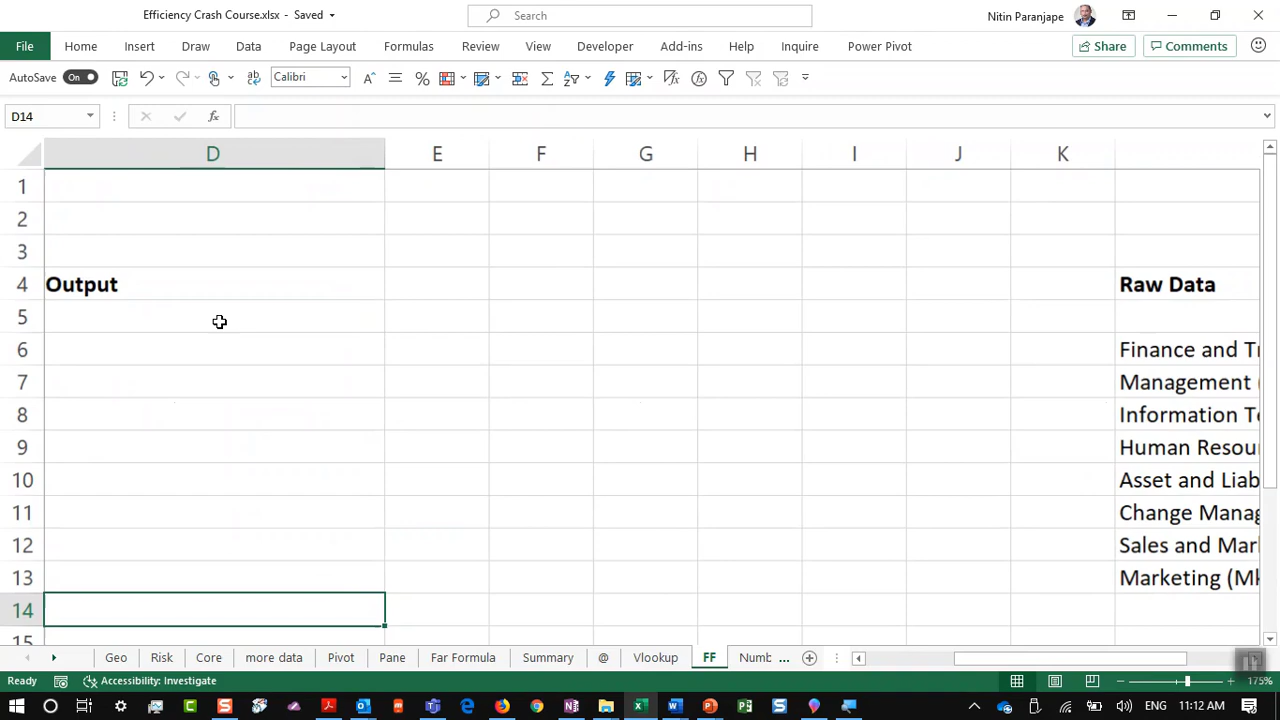 Efficiency Crash Course.xlsx - Saved
Search
Nitin Paranjape
File Home Insert Draw Data Page Layout Formulas Review View Developer Add-ins Help Inquire Power Pivot Share Comments
AutoSave On Calibri
D14 fx
D E F G H I J K
1
2
3
4 Output Raw Data
5
6 Finance and Tr
7 Management (
8 Information Te
9 Human Resour
10 Asset and Liab
11 Change Manag
12 Sales and Mar
13 Marketing (Mk
14
15
Geo Risk Core more data Pivot Pane Far Formula Summary @ Vlookup FF Numb ...
Ready Accessibility: Investigate 175%
ENG 11:12 AM